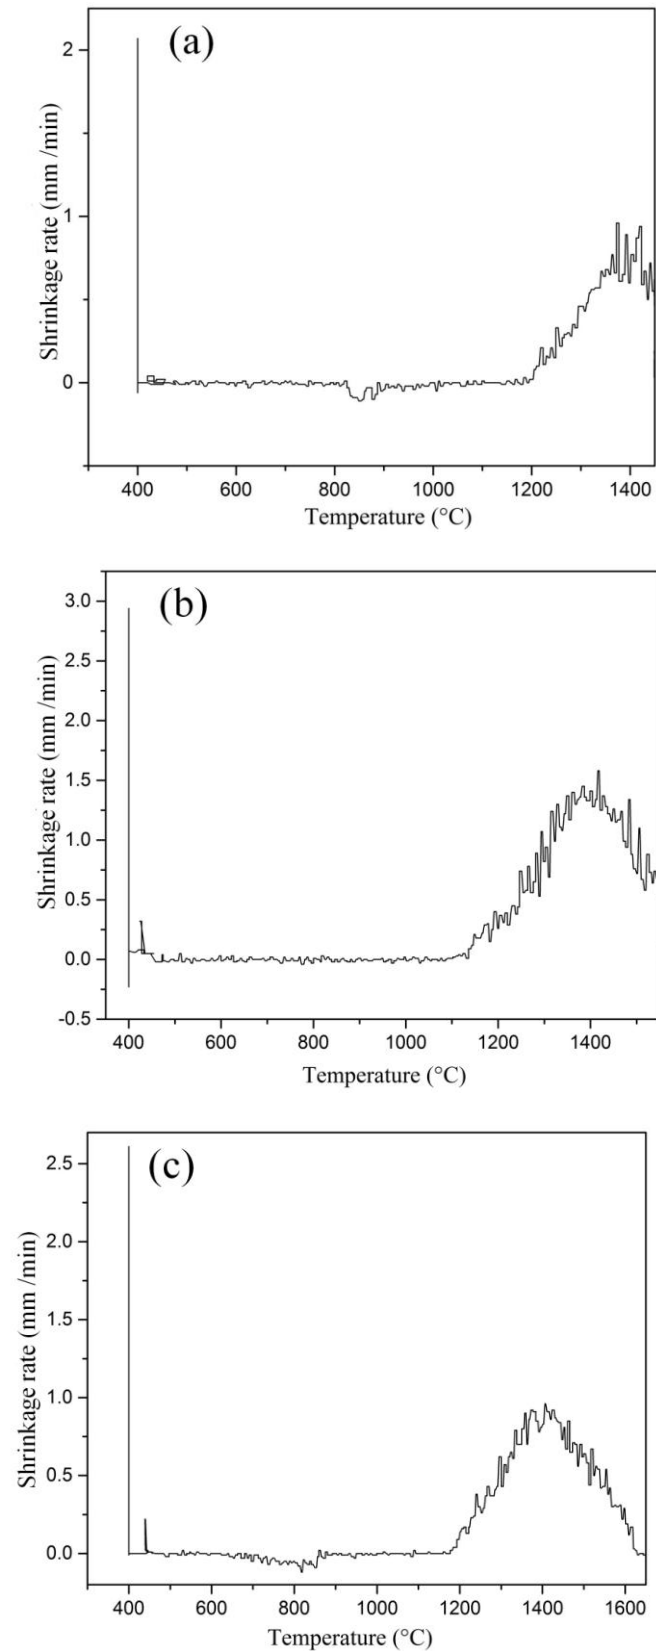 (a)
2
1
0
Shrinkage rate (mm /min)
400 600 800 1000 1200 1400
Temperature (°C)
(b)
3.0
2.5
2.0
1.5
1.0
0.5
0.0
-0.5
Shrinkage rate (mm /min)
400 600 800 1000 1200 1400
Temperature (°C)
(c)
2.5
2.0
1.5
1.0
0.5
0.0
Shrinkage rate (mm /min)
400 600 800 1000 1200 1400 1600
Temperature (°C)